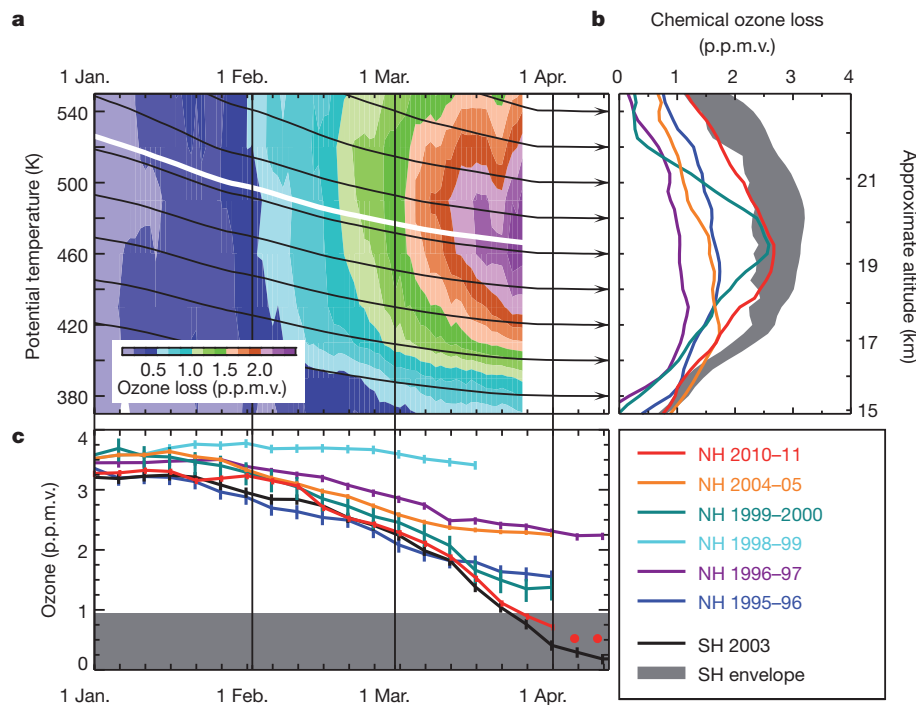 a
1 Jan. 1 Feb. 1 Mar. 1 Apr.
Potential temperature (K)
540
500
460
420
380
0.5 1.0 1.5 2.0
Ozone loss (p.p.m.v.)
b
Chemical ozone loss
(p.p.m.v.)
0 1 2 3 4
21
19
17
15
Approximate altitude (km)
c
Ozone (p.p.m.v.)
4
3
2
1
0
1 Jan. 1 Feb. 1 Mar. 1 Apr.
NH 2010–11
NH 2004–05
NH 1999–2000
NH 1998–99
NH 1996–97
NH 1995–96
SH 2003
SH envelope